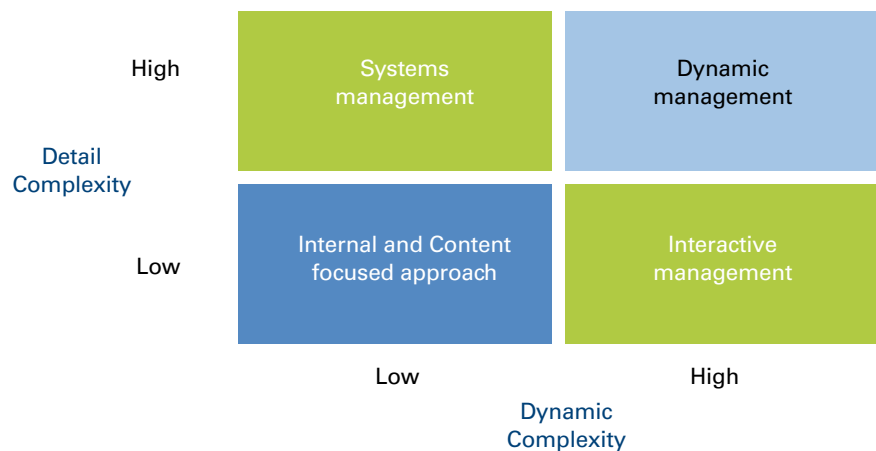 High
Systems
management
Dynamic
management
Detail
Complexity
Low
Internal and Content
focused approach
Interactive
management
Low
High
Dynamic
Complexity